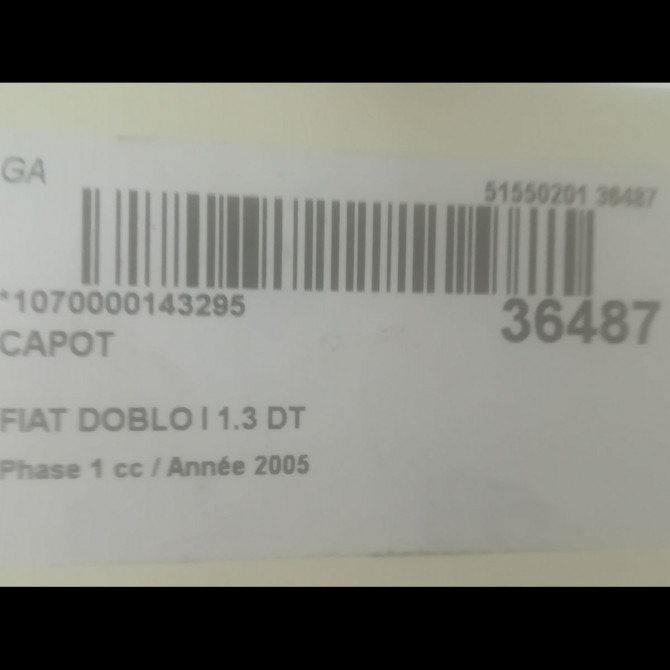 GA
51550201 36487
*1070000143295
36487
CAPOT
FIAT DOBLO I 1.3 DT
Phase 1 cc / Année 2005